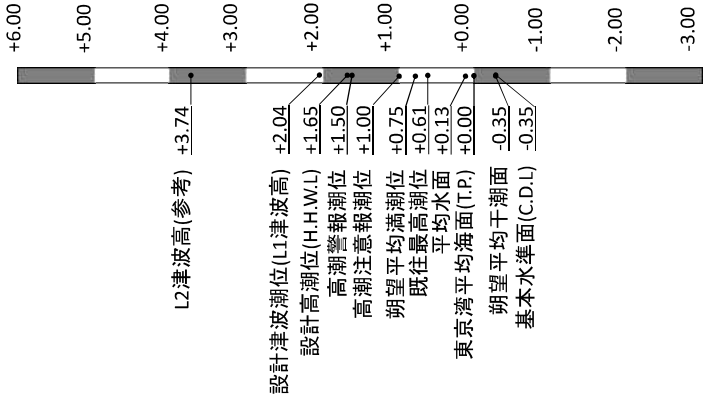 +6.00
+5.00
+4.00
+3.00
+2.00
+1.00
+0.00
-1.00
-2.00
-3.00
L2津波高(参考) +3.74
設計津波潮位(L1津波高) +2.04
設計高潮位(H.H.W.L) +1.65
高潮警報潮位 +1.50
高潮注意報潮位 +1.00
朔望平均満潮位 +0.75
既往最高潮位 +0.61
平均水面 +0.13
東京湾平均海面(T.P.) +0.00
朔望平均干潮面 -0.35
基本水準面(C.D.L) -0.35